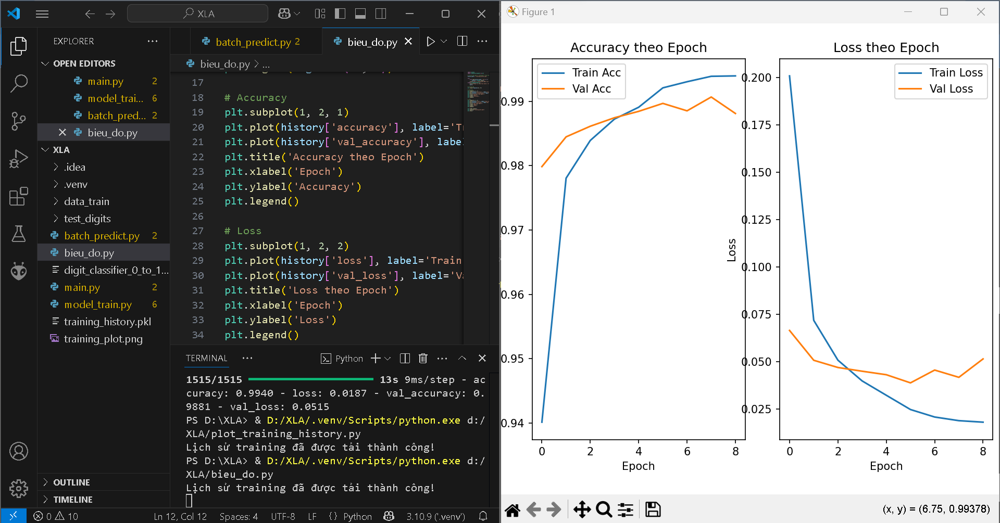 XLA
EXPLORER
OPEN EDITORS
main.py 2
model_trai... 6
batch_pred... 2
bieu_do.py
XLA
.idea
.venv
data_train
test_digits
batch_predict.py 2
bieu_do.py
digit_classifier_0_to_1...
main.py 2
model_train.py 6
training_history.pkl
training_plot.png
OUTLINE
TIMELINE
batch_predict.py 2
bieu_do.py
bieu_do.py > ...
17
18 # Accuracy
19 plt.subplot(1, 2, 1)
20 plt.plot(history['accuracy'], label='Tr
21 plt.plot(history['val_accuracy'], label
22 plt.title('Accuracy theo Epoch')
23 plt.xlabel('Epoch')
24 plt.ylabel('Accuracy')
25 plt.legend()
26
27 # Loss
28 plt.subplot(1, 2, 2)
29 plt.plot(history['loss'], label='Train
30 plt.plot(history['val_loss'], label='Va
31 plt.title('Loss theo Epoch')
32 plt.xlabel('Epoch')
33 plt.ylabel('Loss')
34 plt.legend()
TERMINAL
Python
1515/1515 13s 9ms/step - ac
curacy: 0.9940 - loss: 0.0187 - val_accuracy: 0.
9881 - val_loss: 0.0515
PS D:\XLA> & D:/XLA/.venv/Scripts/python.exe d:/
XLA/plot_training_history.py
Lịch sử training đã được tải thành công!
PS D:\XLA> & D:/XLA/.venv/Scripts/python.exe d:/
XLA/bieu_do.py
Lịch sử training đã được tải thành công!
0 10 Ln 12, Col 12 Spaces: 4 UTF-8 LF {} Python 3.10.9 ('.venv')
Figure 1
Accuracy theo Epoch
Train Acc
Val Acc
0.99
0.98
0.97
0.96
0.95
0.94
0 2 4 6 8
Epoch
Loss theo Epoch
Train Loss
Val Loss
0.200
0.175
0.150
0.125
0.100
0.075
0.050
0.025
Loss
0 2 4 6 8
Epoch
(x, y) = (6.75, 0.99378)